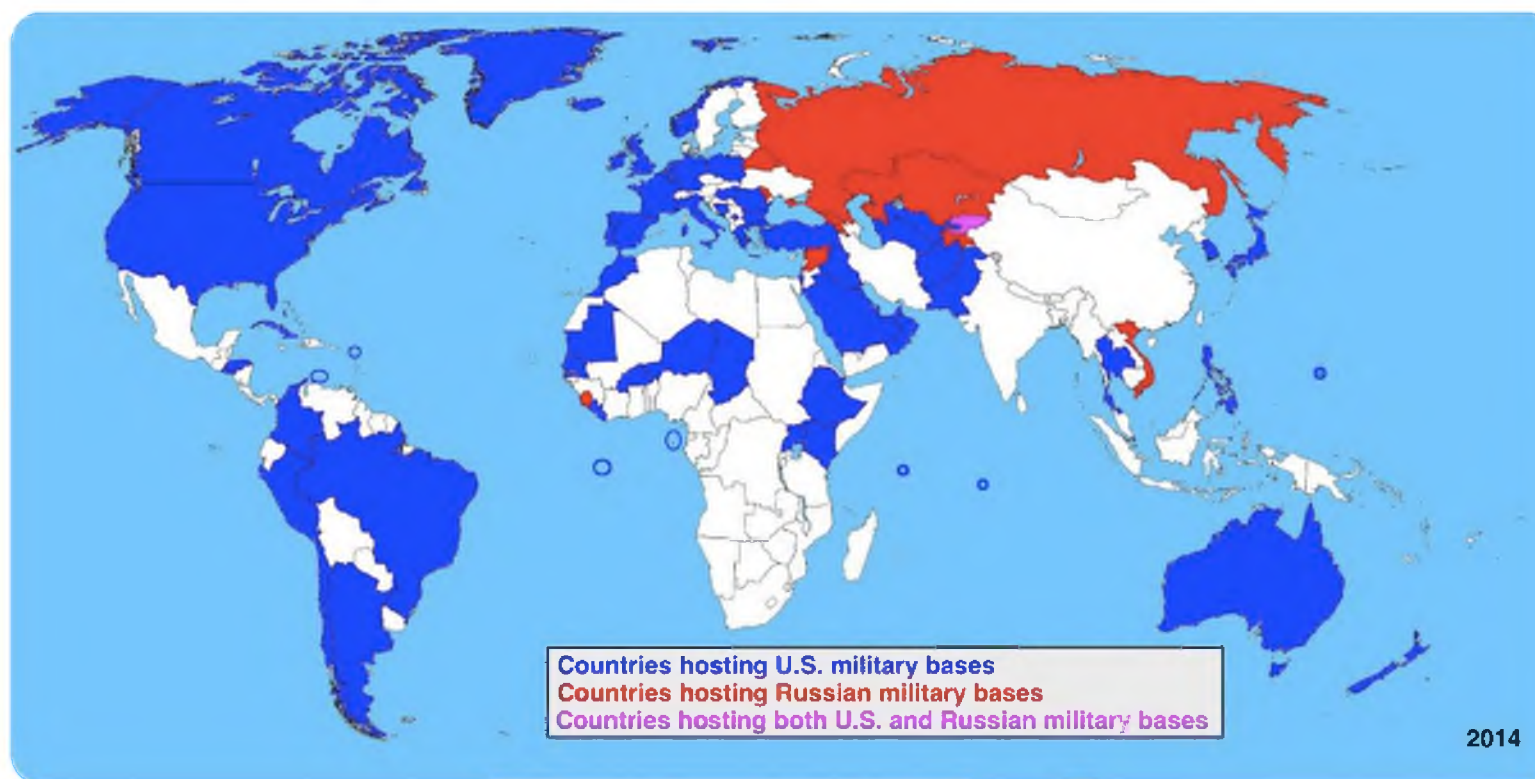 Countries hosting U.S. military bases
Countries hosting Russian military bases
Countries hosting both U.S. and Russian military bases
2014